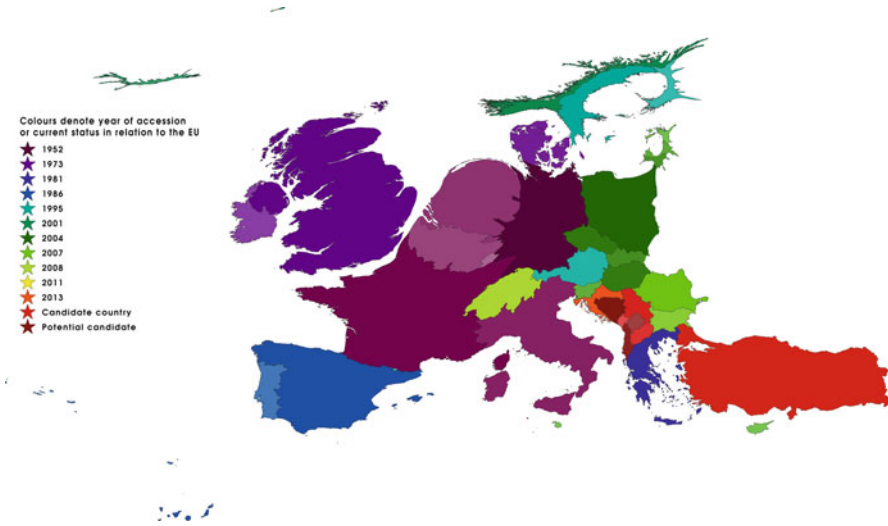 Colours denote year of accession
or current status in relation to the EU
1952
1973
1981
1986
1995
2001
2004
2007
2008
2011
2013
Candidate country
Potential candidate